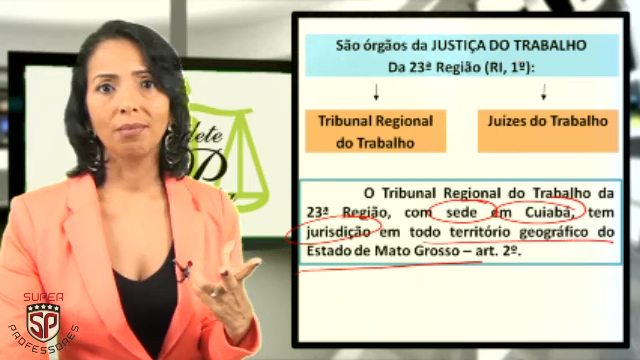 São órgãos da JUSTIÇA DO TRABALHO
Da 23ª Região (RI, 1º):
Tribunal Regional
do Trabalho
Juízes do Trabalho
O Tribunal Regional do Trabalho da
23ª Região, com sede em Cuiabá, tem
jurisdição em todo território geográfico do
Estado de Mato Grosso – art. 2º.
SUPER
SP
PROFESSORES